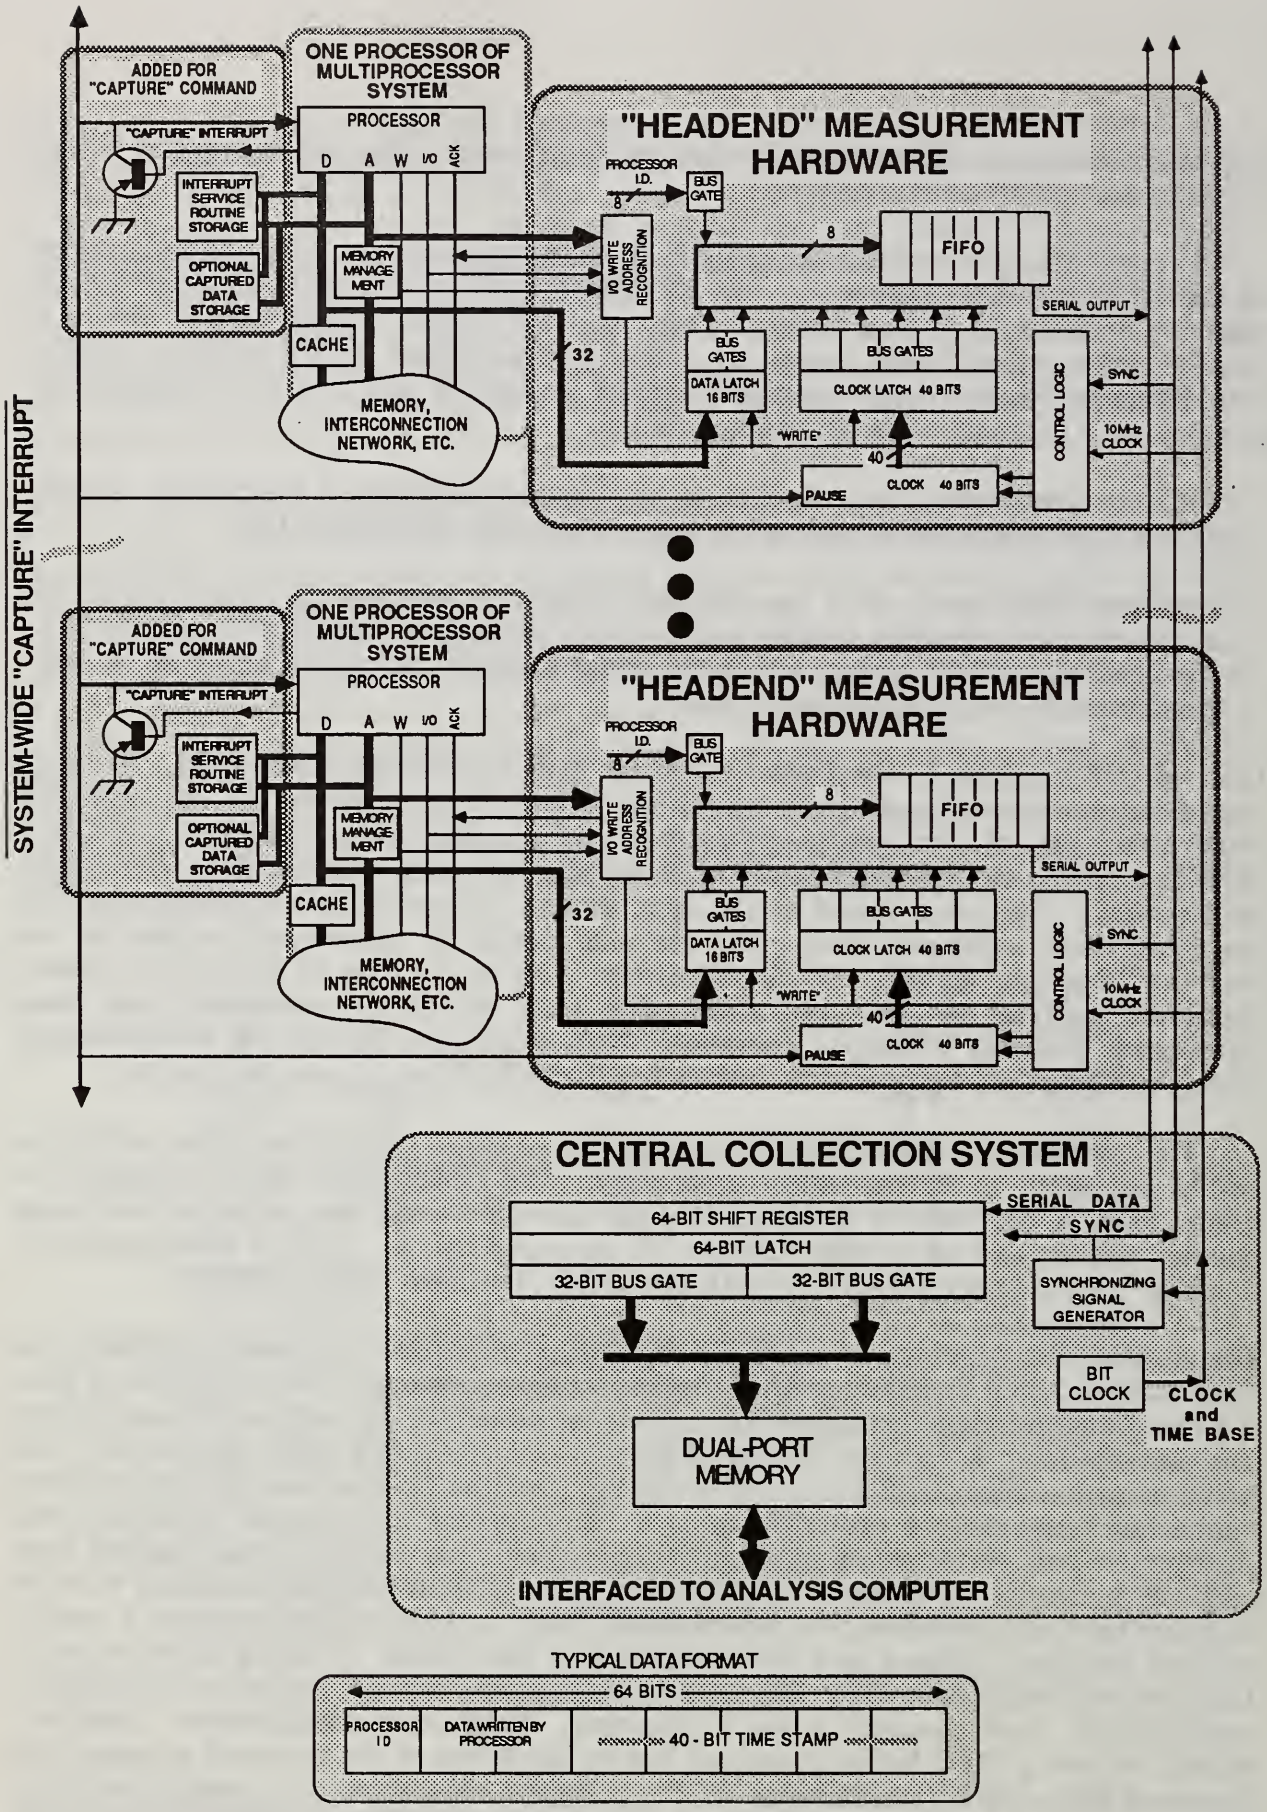 SYSTEM-WIDE "CAPTURE" INTERRUPT
ADDED FOR
"CAPTURE" COMMAND
"CAPTURE" INTERRUPT
INTERRUPT
SERVICE
ROUTINE
STORAGE
OPTIONAL
CAPTURED
DATA
STORAGE
ONE PROCESSOR OF
MULTIPROCESSOR
SYSTEM
PROCESSOR
D A W I/O ACK
MEMORY
MANAGE-
MENT
CACHE
MEMORY,
INTERCONNECTION
NETWORK, ETC.
"HEADEND" MEASUREMENT
HARDWARE
PROCESSOR
I.D.
8
BUS
GATE
I/O WRITE
ADDRESS
RECOGNITION
8
FIFO
SERIAL OUTPUT
32
BUS
GATES
DATA LATCH
16 BITS
BUS GATES
CLOCK LATCH 40 BITS
CONTROL LOGIC
SYNC
10MHz
CLOCK
"WRITE"
40
PAUSE
CLOCK 40 BITS
ADDED FOR
"CAPTURE" COMMAND
"CAPTURE" INTERRUPT
INTERRUPT
SERVICE
ROUTINE
STORAGE
OPTIONAL
CAPTURED
DATA
STORAGE
ONE PROCESSOR OF
MULTIPROCESSOR
SYSTEM
PROCESSOR
D A W I/O ACK
MEMORY
MANAGE-
MENT
CACHE
MEMORY,
INTERCONNECTION
NETWORK, ETC.
"HEADEND" MEASUREMENT
HARDWARE
PROCESSOR
I.D.
8
BUS
GATE
I/O WRITE
ADDRESS
RECOGNITION
8
FIFO
SERIAL OUTPUT
32
BUS
GATES
DATA LATCH
16 BITS
BUS GATES
CLOCK LATCH 40 BITS
CONTROL LOGIC
SYNC
10MHz
CLOCK
"WRITE"
40
PAUSE
CLOCK 40 BITS
CENTRAL COLLECTION SYSTEM
64-BIT SHIFT REGISTER
64-BIT LATCH
32-BIT BUS GATE 32-BIT BUS GATE
SERIAL DATA
SYNC
SYNCHRONIZING
SIGNAL
GENERATOR
BIT
CLOCK
CLOCK
and
TIME BASE
DUAL-PORT
MEMORY
INTERFACED TO ANALYSIS COMPUTER
TYPICAL DATA FORMAT
64 BITS
PROCESSOR
ID
DATA WRITTEN BY
PROCESSOR
40 - BIT TIME STAMP